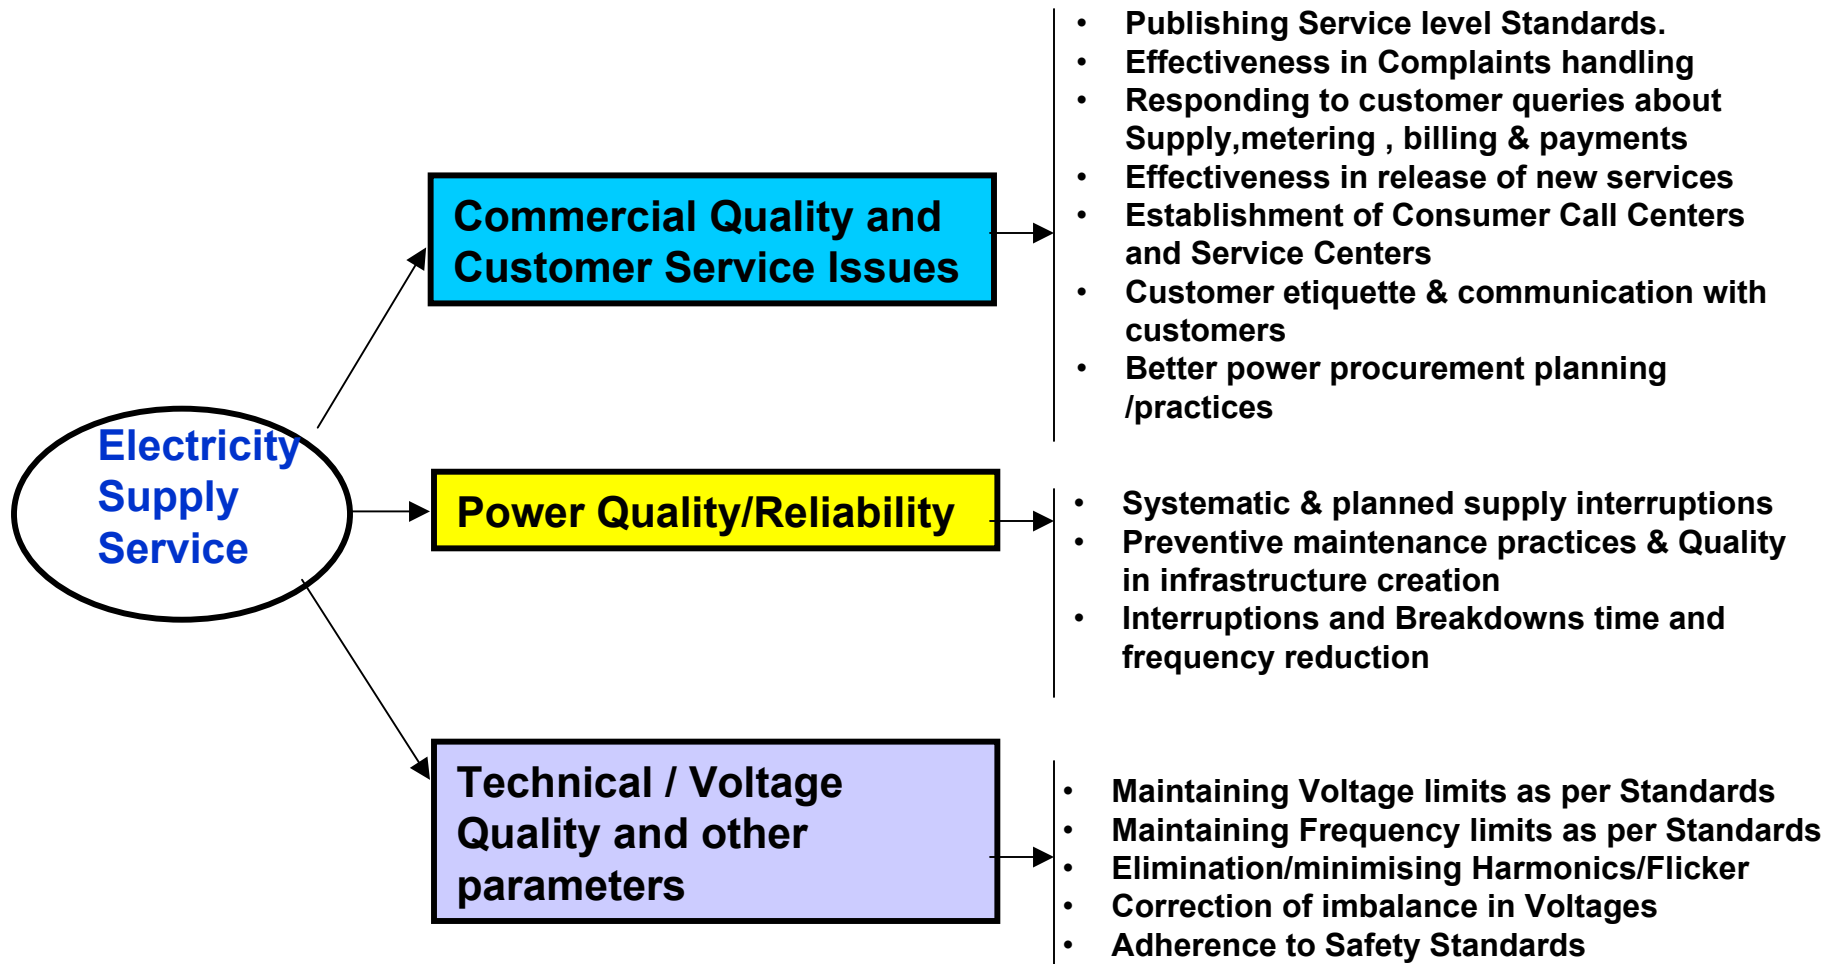 Electricity
Supply
Service
Commercial Quality and
Customer Service Issues
• Publishing Service level Standards.
• Effectiveness in Complaints handling
• Responding to customer queries about
Supply,metering , billing & payments
• Effectiveness in release of new services
• Establishment of Consumer Call Centers
and Service Centers
• Customer etiquette & communication with
customers
• Better power procurement planning
/practices
Power Quality/Reliability
• Systematic & planned supply interruptions
• Preventive maintenance practices & Quality
in infrastructure creation
• Interruptions and Breakdowns time and
frequency reduction
Technical / Voltage
Quality and other
parameters
• Maintaining Voltage limits as per Standards
• Maintaining Frequency limits as per Standards
• Elimination/minimising Harmonics/Flicker
• Correction of imbalance in Voltages
• Adherence to Safety Standards